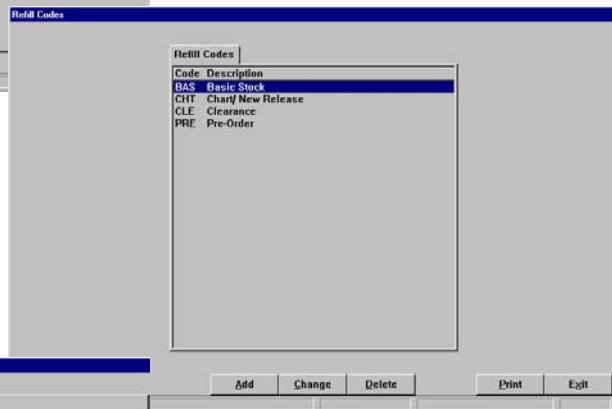 Refill Codes
Refill Codes
Code Description
BAS Basic Stock
CHT Chart/ New Release
CLE Clearance
PRE Pre-Order
Add Change Delete Print Exit